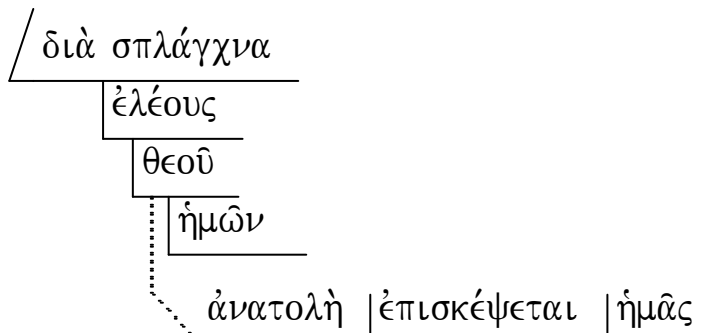 διὰ σπλάγχνα
ἐλέους
θεοῦ
ἡμῶν
ἀνατολὴ ἐπισκέψεται ἡμᾶς